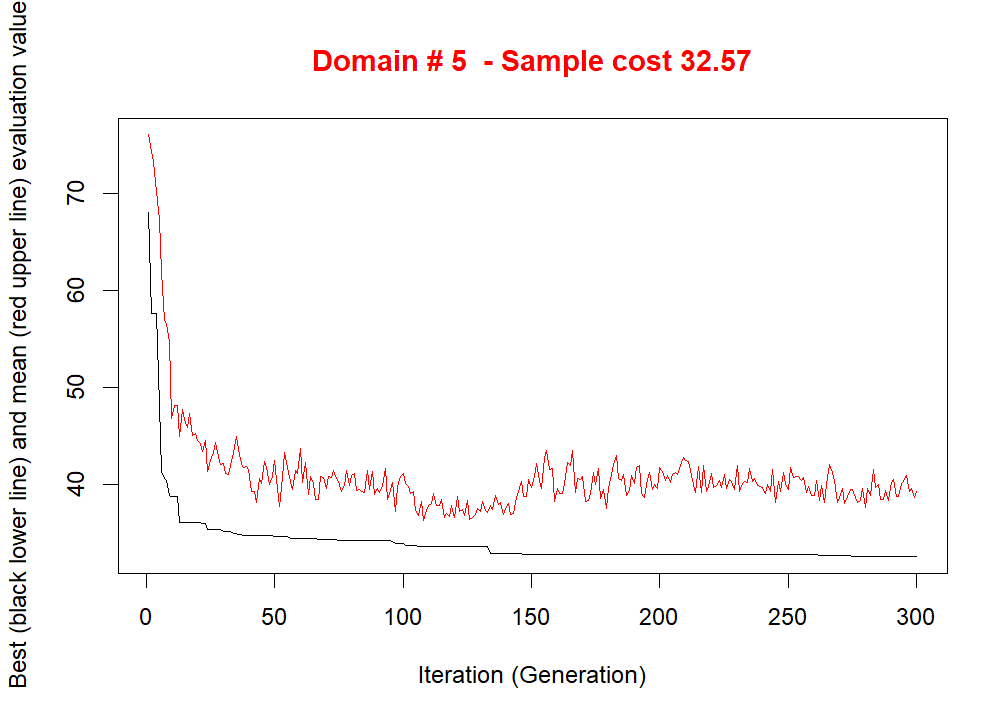 Domain # 5  - Sample cost 32.57
Best (black lower line) and mean (red upper line) evaluation value
70
60
50
40
0 50 100 150 200 250 300
Iteration (Generation)